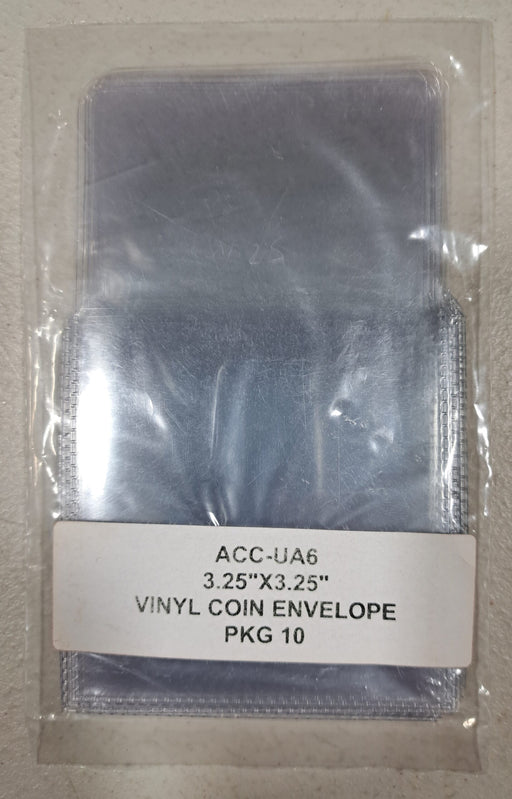 ACC-UA6
3.25"X3.25"
VINYL COIN ENVELOPE
PKG 10